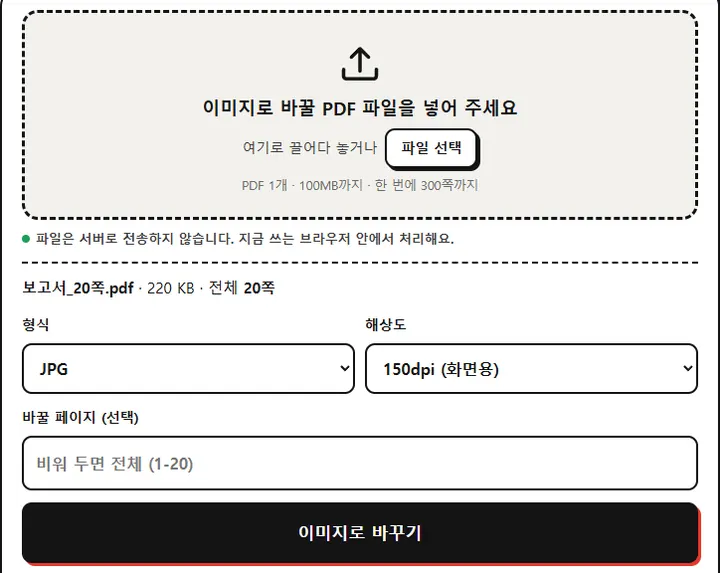 이미지로 바꿀 PDF 파일을 넣어 주세요
여기로 끌어다 놓거나 파일 선택
PDF 1개 · 100MB까지 · 한 번에 300쪽까지
파일은 서버로 전송하지 않습니다. 지금 쓰는 브라우저 안에서 처리해요.
보고서_20쪽.pdf · 220 KB · 전체 20쪽
형식 해상도
JPG 150dpi (화면용)
바꿀 페이지 (선택)
비워 두면 전체 (1-20)
이미지로 바꾸기